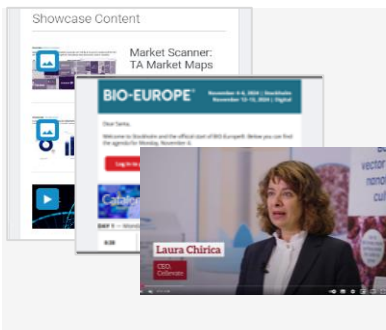 Showcase Content
Market Scanner:
TA Market Maps
BIO-EUROPE
November 4-6, 2024 | Stockholm
November 12-13, 2024 | Digital
Dear Santa,
Welcome to Stockholm and the official start of BIO-Europe®. Below you can find
the agenda for Monday, November 4.
Log in to
DAY 1 — Monday
Laura Chirica
CEO,